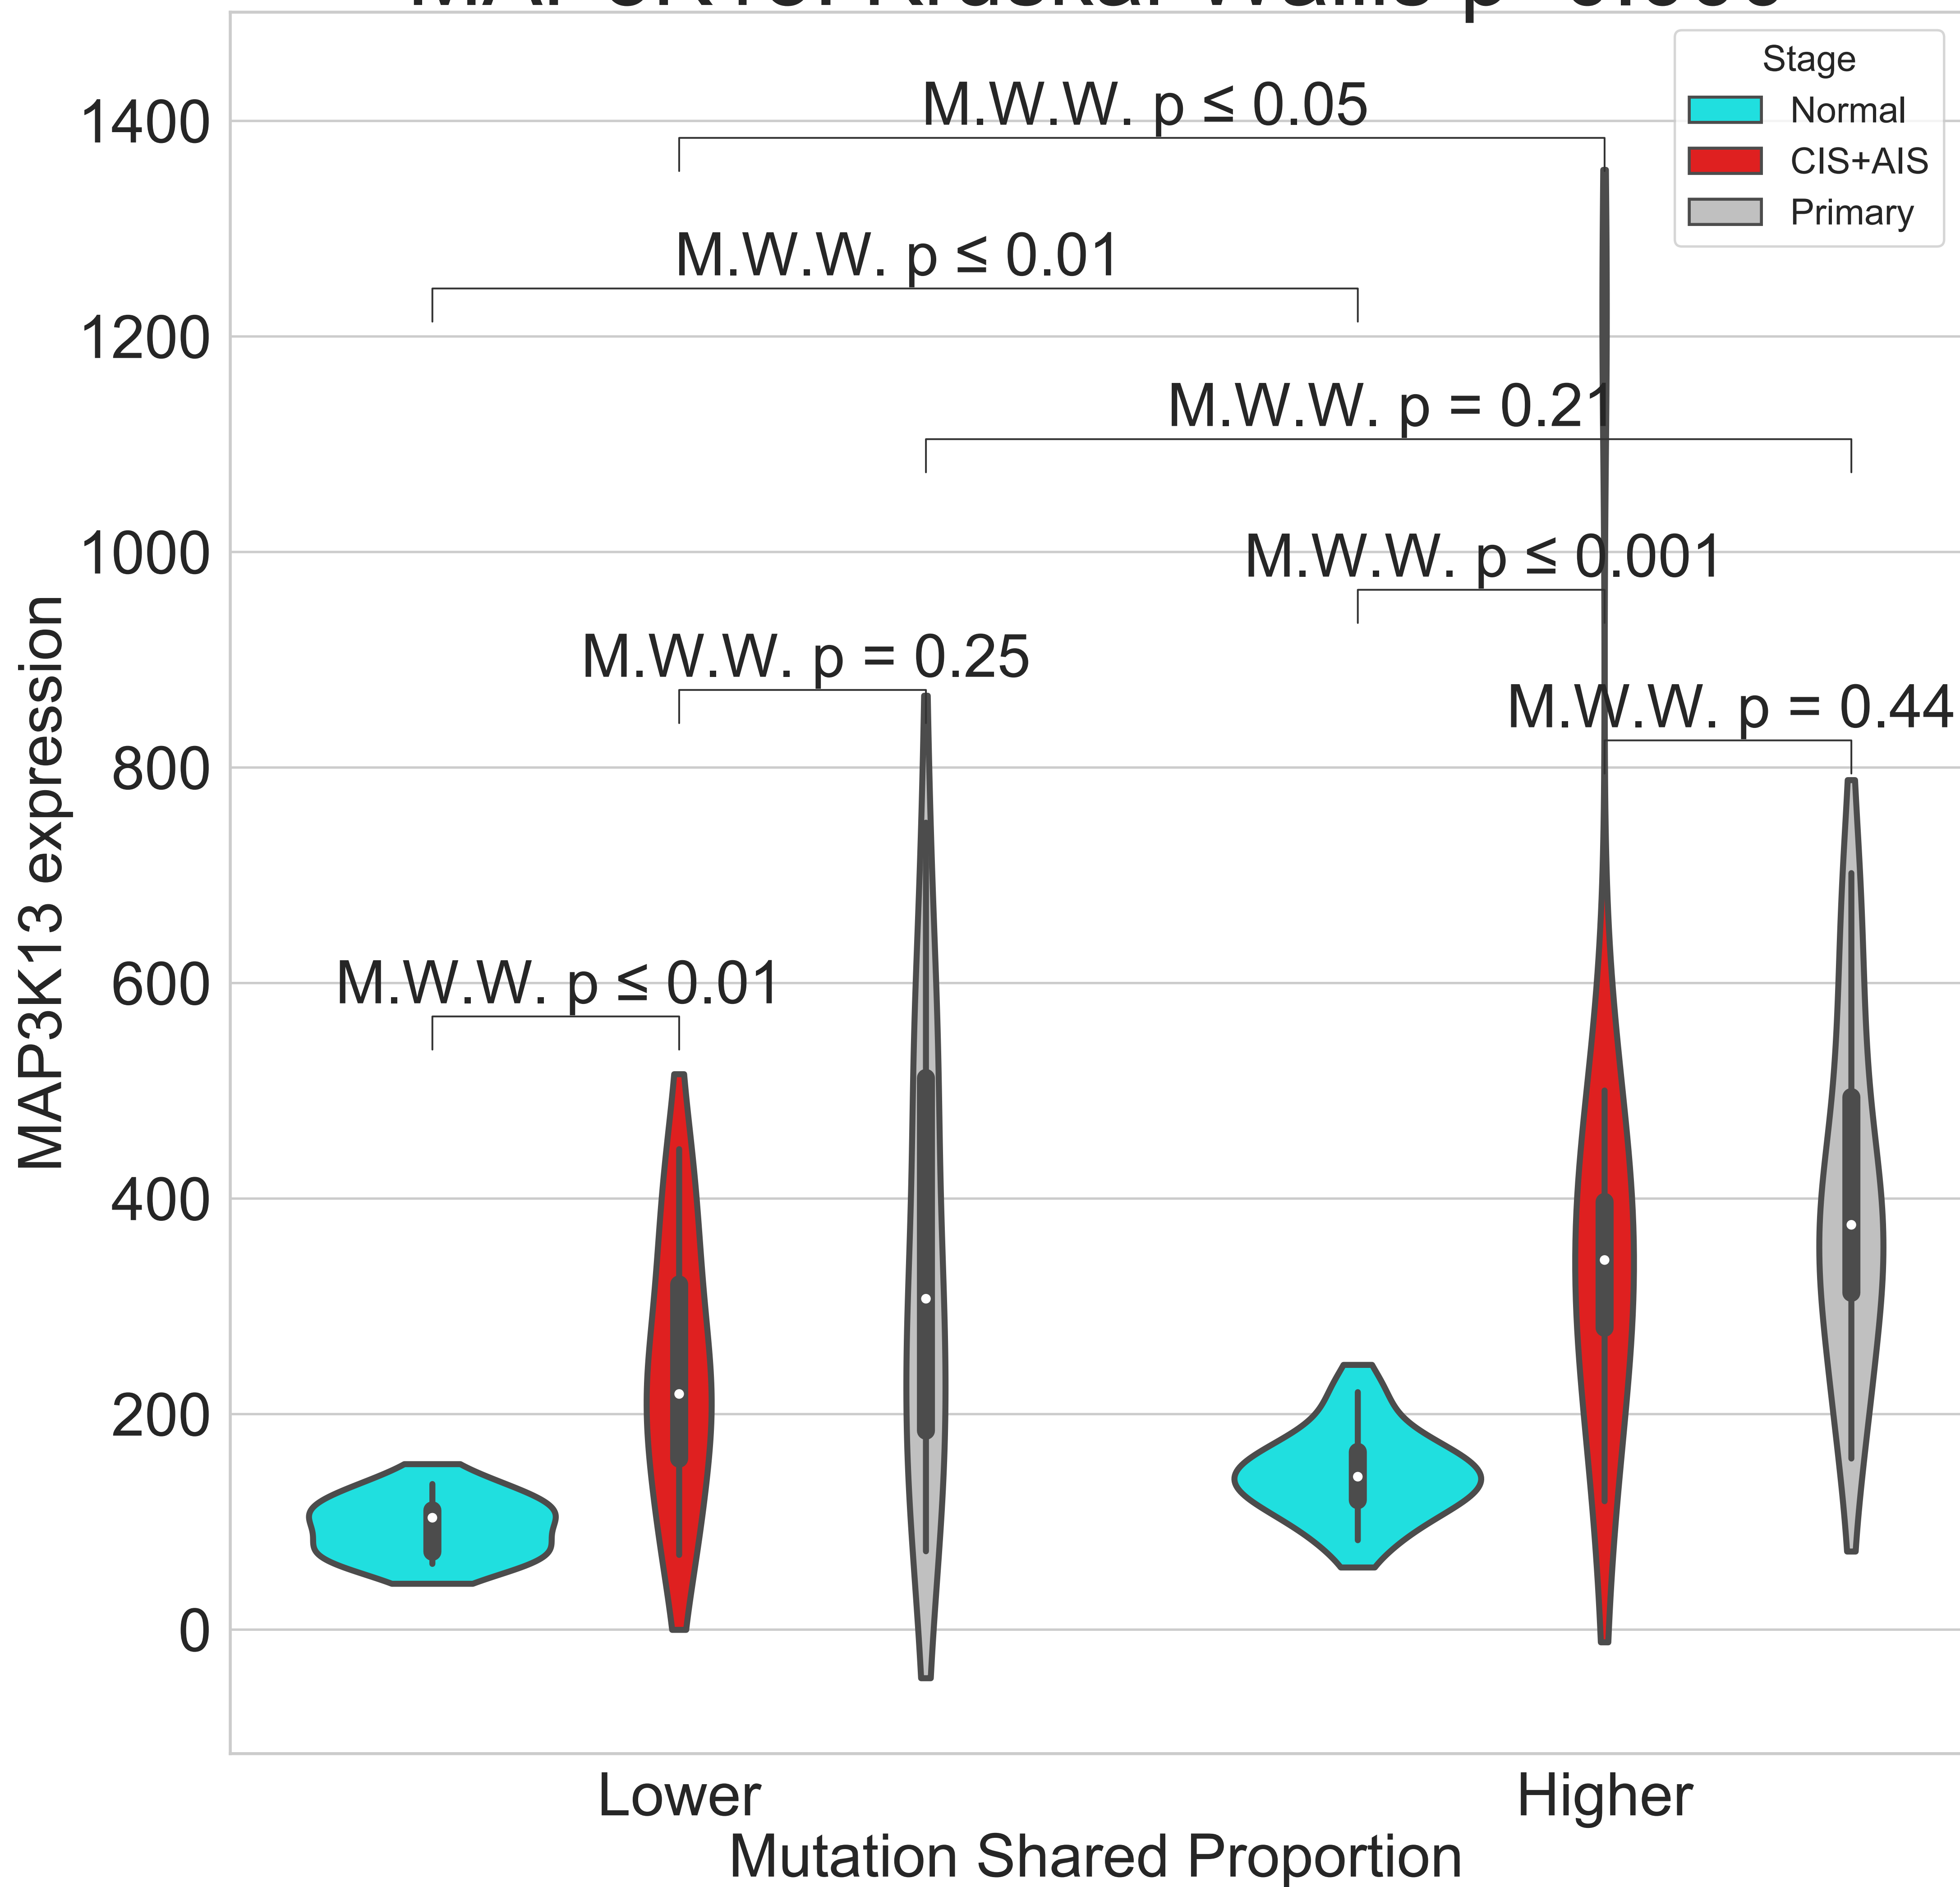 Stage
Normal
CIS+AIS
Primary
M.W.W. p ≤ 0.05
M.W.W. p ≤ 0.01
M.W.W. p = 0.21
M.W.W. p ≤ 0.001
M.W.W. p = 0.25
M.W.W. p = 0.44
M.W.W. p ≤ 0.01
1400
1200
1000
800
600
400
200
0
MAP3K13 expression
Lower
Higher
Mutation Shared Proportion